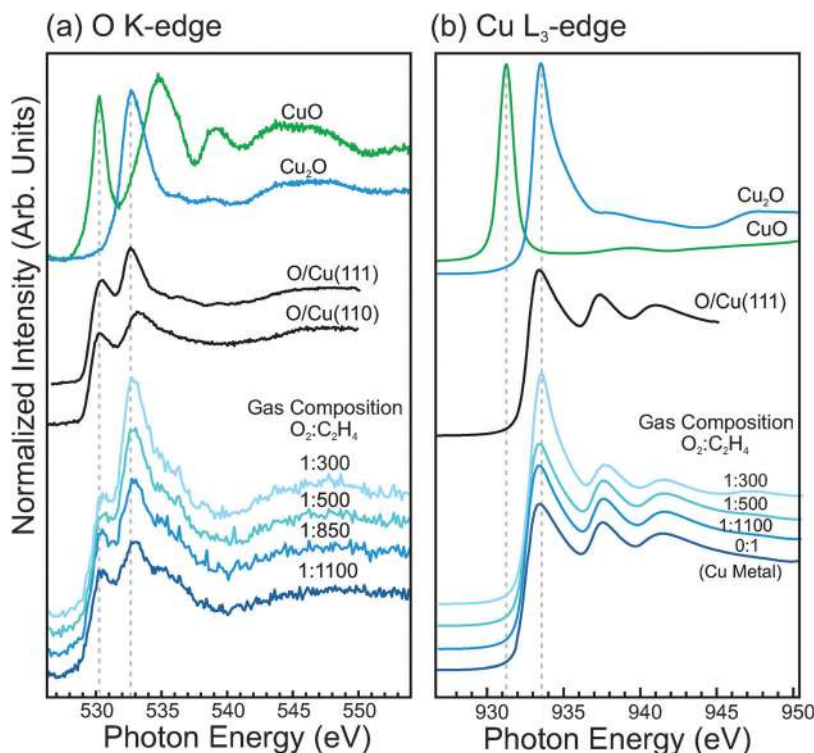 (a) O K-edge
(b) Cu L₃-edge
Normalized Intensity (Arb. Units)
CuO
Cu₂O
O/Cu(111)
O/Cu(110)
Gas Composition
O₂:C₂H₄
1:300
1:500
1:850
1:1100
530 535 540 545 550
Photon Energy (eV)
Cu₂O
CuO
O/Cu(111)
Gas Composition
O₂:C₂H₄
1:300
1:500
1:1100
0:1
(Cu Metal)
930 935 940 945 950
Photon Energy (eV)